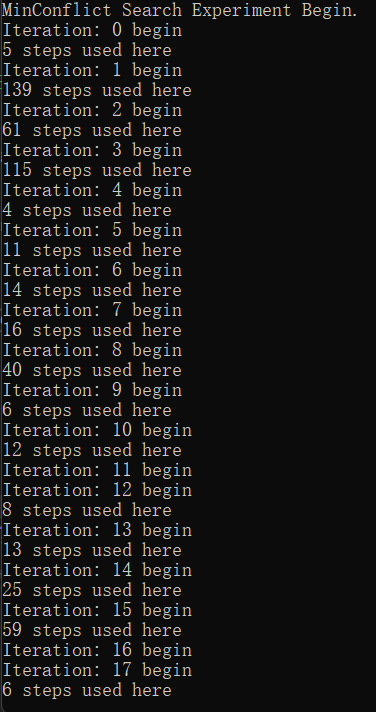 MinConflict Search Experiment Begin.
Iteration: 0 begin
5 steps used here
Iteration: 1 begin
139 steps used here
Iteration: 2 begin
61 steps used here
Iteration: 3 begin
115 steps used here
Iteration: 4 begin
4 steps used here
Iteration: 5 begin
11 steps used here
Iteration: 6 begin
14 steps used here
Iteration: 7 begin
16 steps used here
Iteration: 8 begin
40 steps used here
Iteration: 9 begin
6 steps used here
Iteration: 10 begin
12 steps used here
Iteration: 11 begin
Iteration: 12 begin
8 steps used here
Iteration: 13 begin
13 steps used here
Iteration: 14 begin
25 steps used here
Iteration: 15 begin
59 steps used here
Iteration: 16 begin
Iteration: 17 begin
6 steps used here